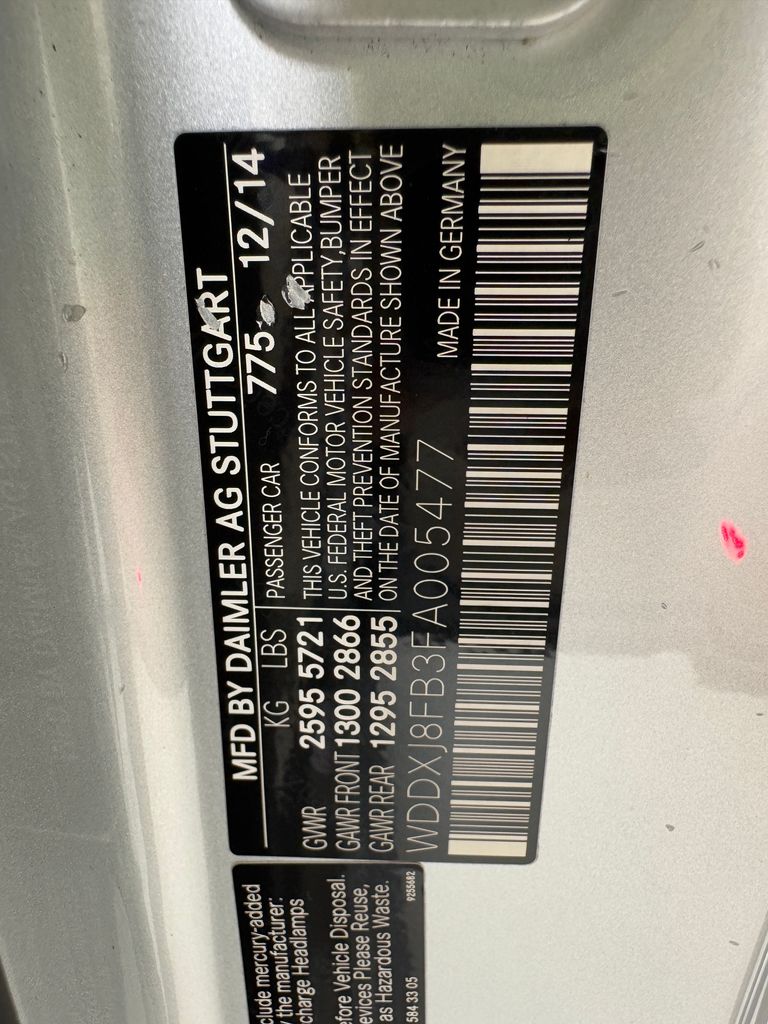 MFD BY DAIMLER AG STUTTGART
KG LBS PASSENGER CAR 775 12/14
GVWR 2595 5721 THIS VEHICLE CONFORMS TO ALL APPLICABLE
GAWR FRONT 1300 2866 U.S. FEDERAL MOTOR VEHICLE SAFETY, BUMPER
GAWR REAR 1295 2855 AND THEFT PREVENTION STANDARDS IN EFFECT
ON THE DATE OF MANUFACTURE SHOWN ABOVE
WDDXJ8FB3FA005477 MADE IN GERMANY
clude mercury-added
the manufacturer:
charge Headlamps
efore Vehicle Disposal.
evices Please Reuse,
as Hazardous Waste.
584 33 05 9255682